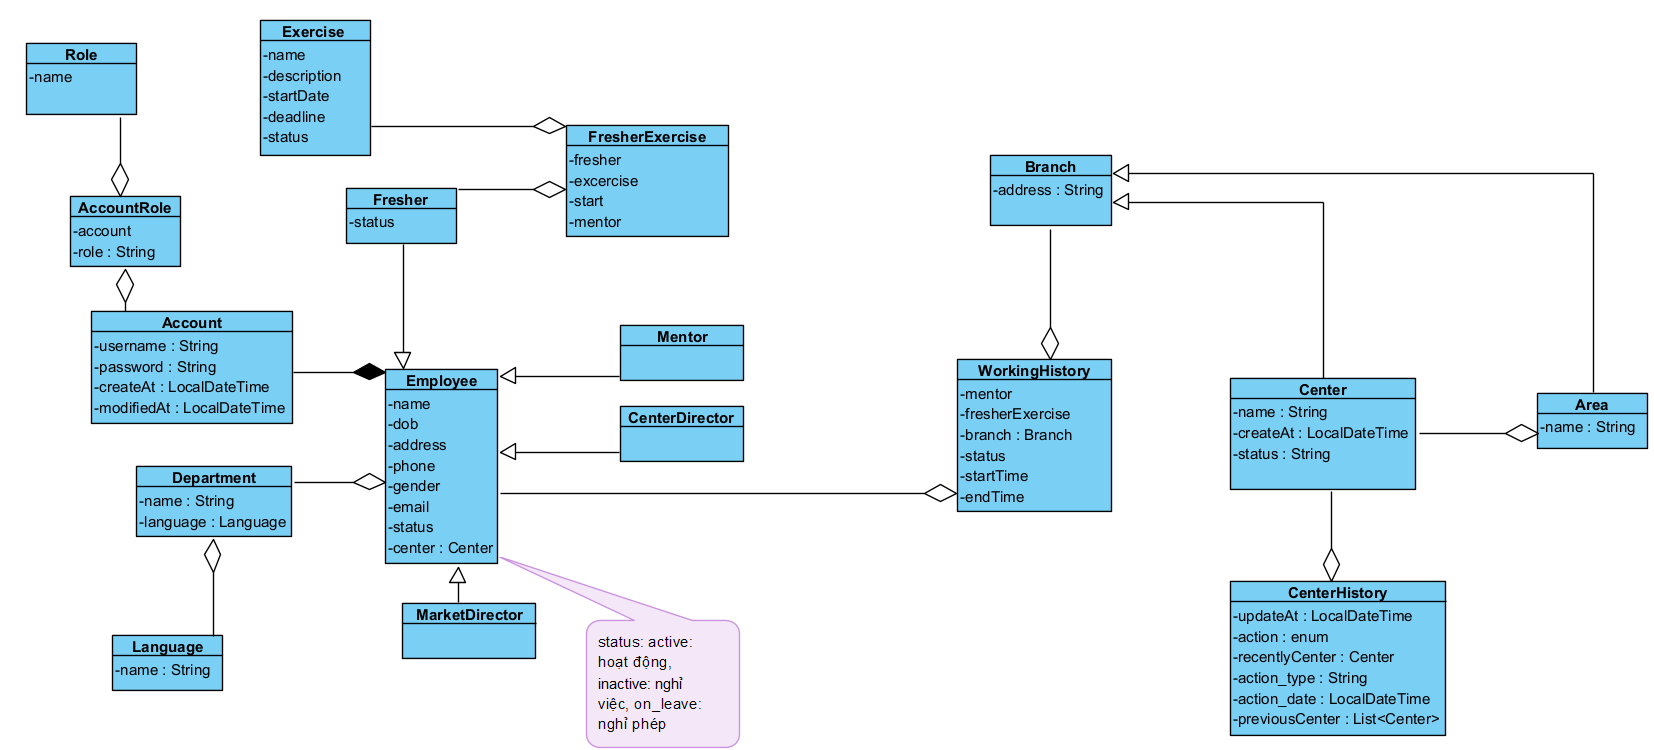 Role
-name
Exercise
-name
-description
-startDate
-deadline
-status
FresherExercise
-fresher
-excercise
-start
-mentor
Fresher
-status
AccountRole
-account
-role : String
Account
-username : String
-password : String
-createAt : LocalDateTime
-modifiedAt : LocalDateTime
Employee
-name
-dob
-address
-phone
-gender
-email
-status
-center : Center
Mentor
CenterDirector
MarketDirector
Department
-name : String
-language : Language
Language
-name : String
status: active:
hoạt động,
inactive: nghỉ
việc, on_leave:
nghỉ phép
Branch
-address : String
WorkingHistory
-mentor
-fresherExercise
-branch : Branch
-status
-startTime
-endTime
Center
-name : String
-createAt : LocalDateTime
-status : String
Area
-name : String
CenterHistory
-updateAt : LocalDateTime
-action : enum
-recentlyCenter : Center
-action_type : String
-action_date : LocalDateTime
-previousCenter : List<Center>